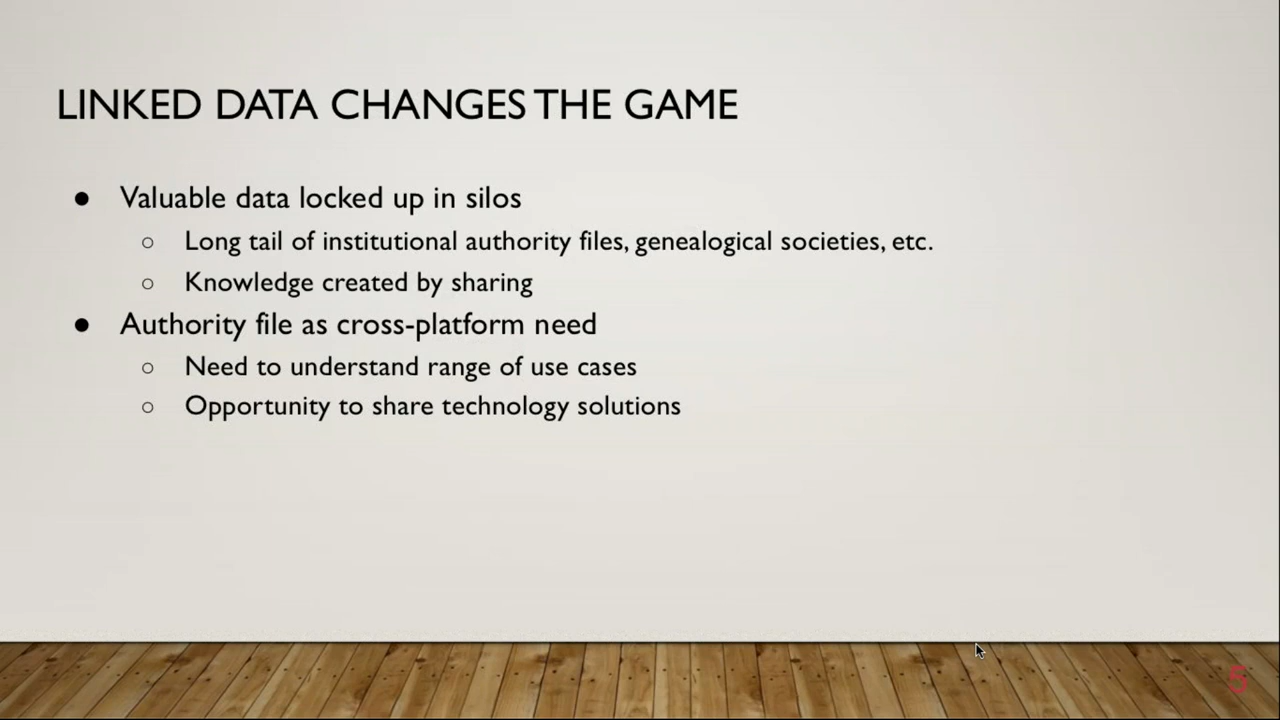 LINKED DATA CHANGES THE GAME
● Valuable data locked up in silos
○ Long tail of institutional authority files, genealogical societies, etc.
○ Knowledge created by sharing
● Authority file as cross-platform need
○ Need to understand range of use cases
○ Opportunity to share technology solutions
5